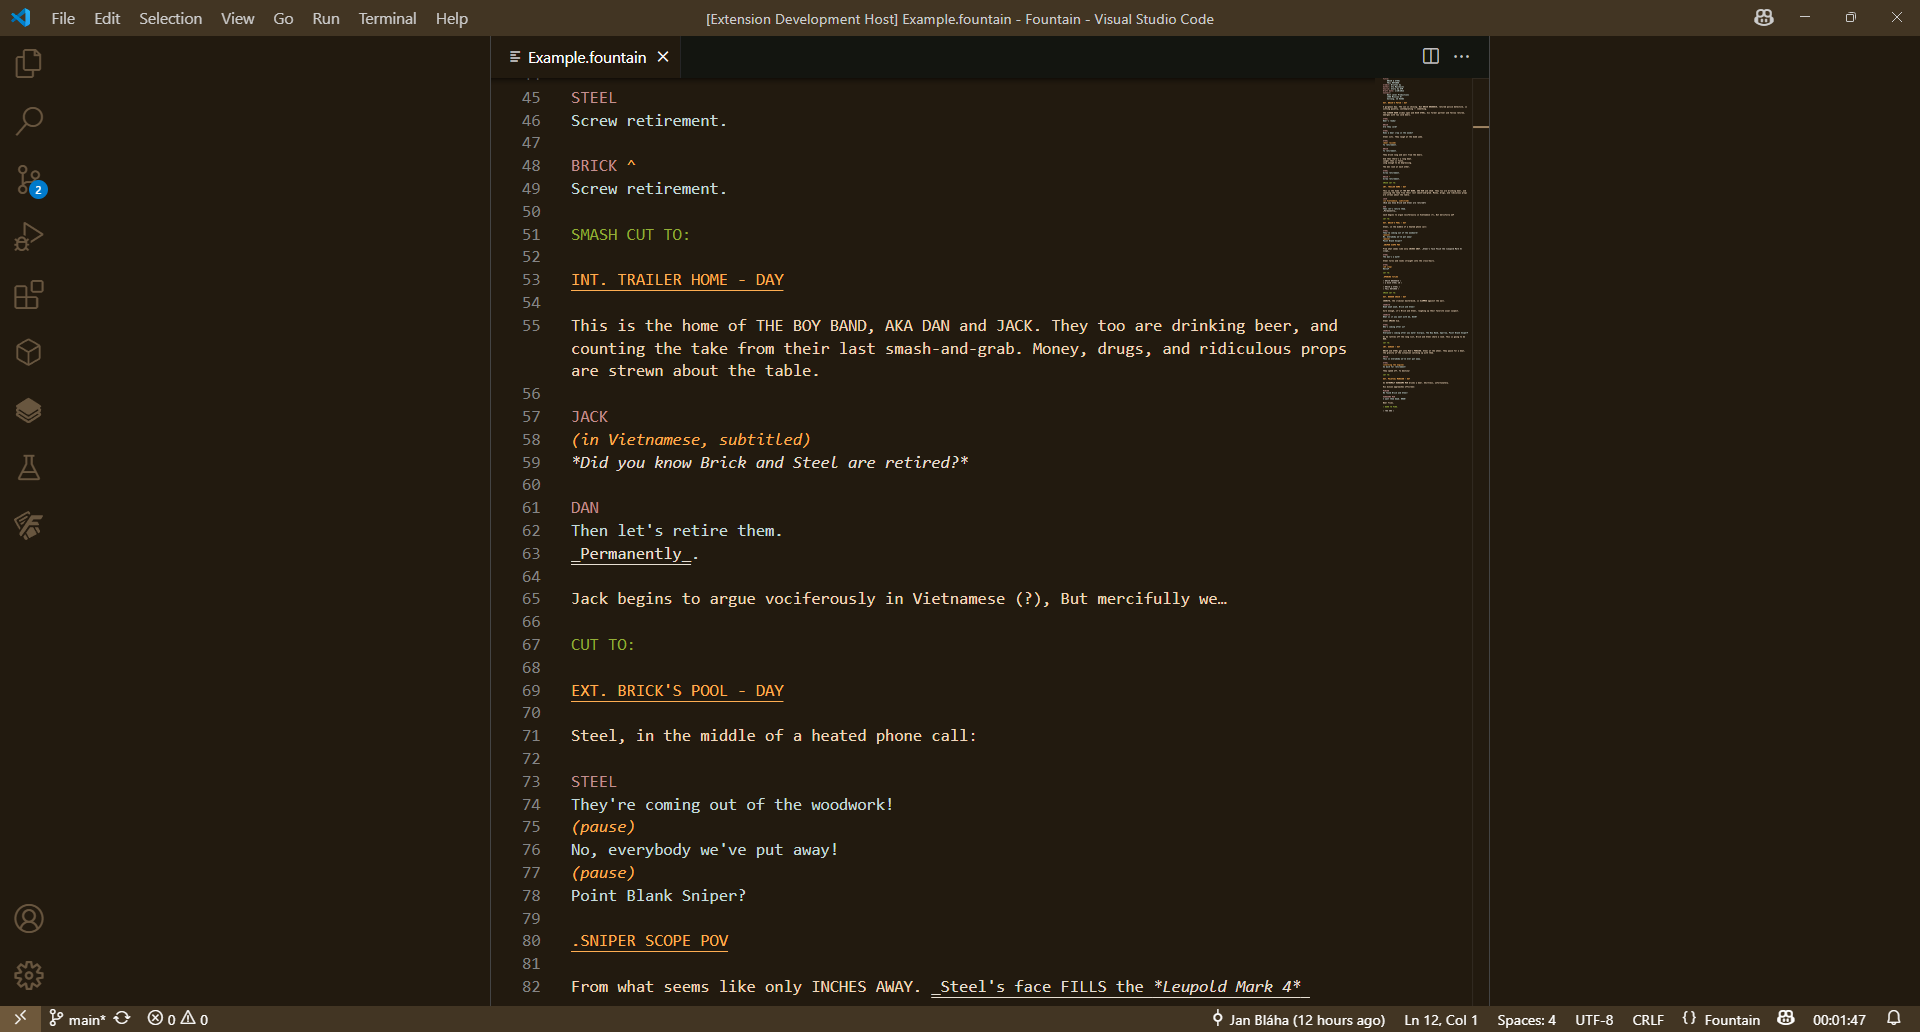 File Edit Selection View Go Run Terminal Help
[Extension Development Host] Example.fountain - Fountain - Visual Studio Code
Example.fountain
45 STEEL
46 Screw retirement.
47
48 BRICK ^
49 Screw retirement.
50
51 SMASH CUT TO:
52
53 INT. TRAILER HOME - DAY
54
55 This is the home of THE BOY BAND, AKA DAN and JACK. They too are drinking beer, and
counting the take from their last smash-and-grab. Money, drugs, and ridiculous props
are strewn about the table.
56
57 JACK
58 (in Vietnamese, subtitled)
59 *Did you know Brick and Steel are retired?*
60
61 DAN
62 Then let's retire them.
63 _Permanently_.
64
65 Jack begins to argue vociferously in Vietnamese (?), But mercifully we…
66
67 CUT TO:
68
69 EXT. BRICK'S POOL - DAY
70
71 Steel, in the middle of a heated phone call:
72
73 STEEL
74 They're coming out of the woodwork!
75 (pause)
76 No, everybody we've put away!
77 (pause)
78 Point Blank Sniper?
79
80 .SNIPER SCOPE POV
81
82 From what seems like only INCHES AWAY. _Steel's face FILLS the *Leupold Mark 4*
2
main* 0 0 Jan Bláha (12 hours ago) Ln 12, Col 1 Spaces: 4 UTF-8 CRLF {} Fountain 00:01:47